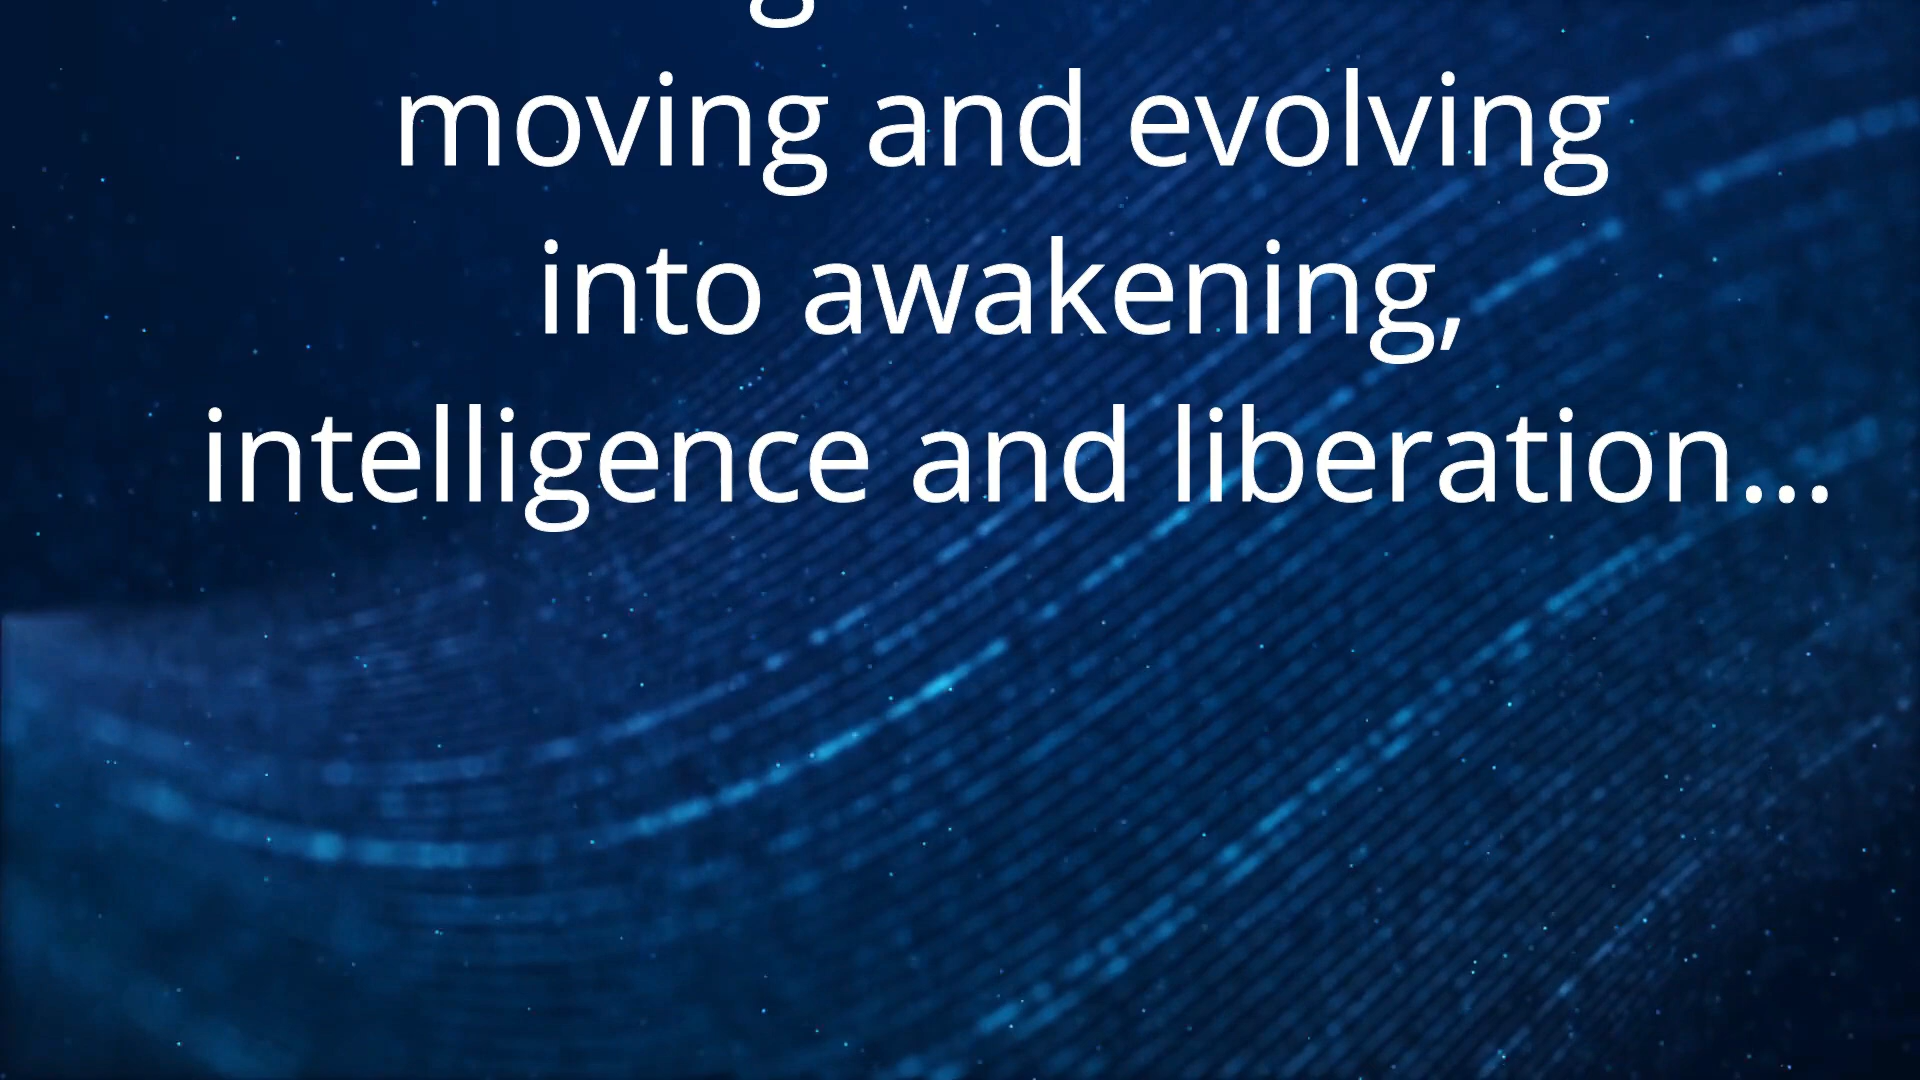 moving and evolving
into awakening,
intelligence and liberation...